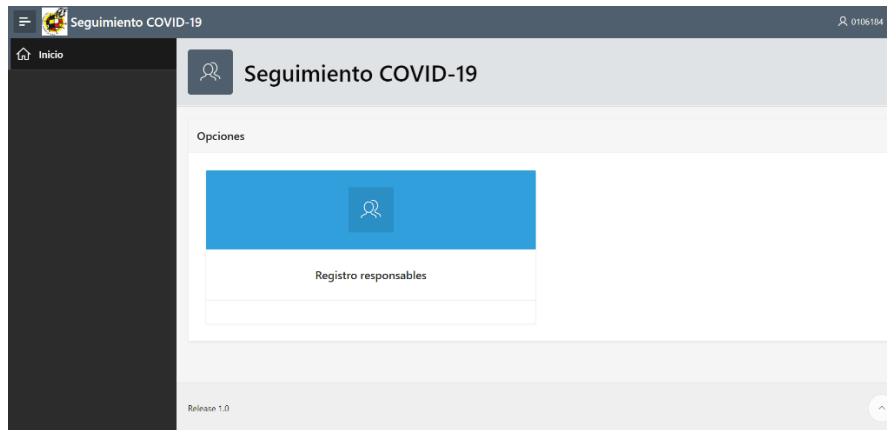 Seguimiento COVID-19
0106184
Inicio
Seguimiento COVID-19
Opciones
Registro responsables
Release 1.0